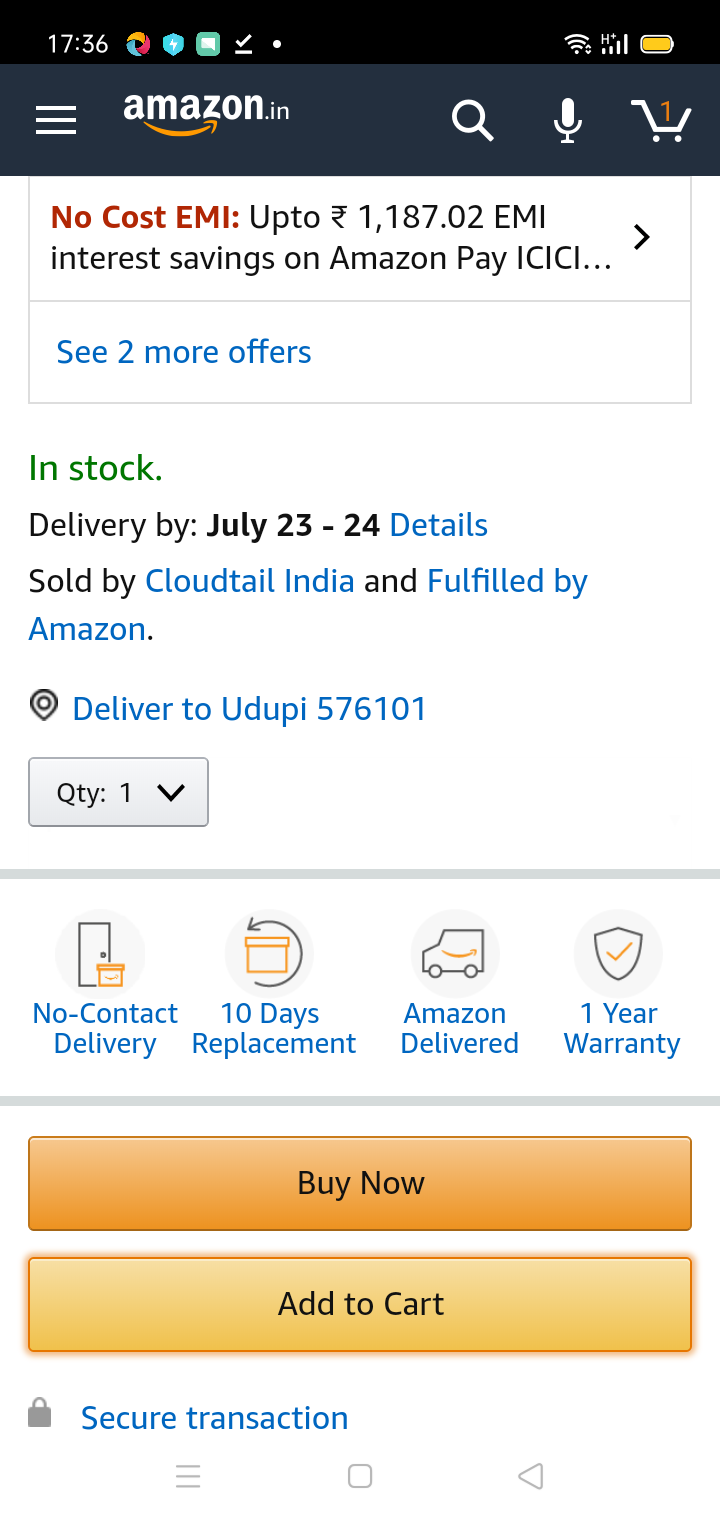 17:36
H+
amazon.in
1
No Cost EMI: Upto ₹ 1,187.02 EMI
interest savings on Amazon Pay ICICI...
See 2 more offers
In stock.
Delivery by: July 23 - 24 Details
Sold by Cloudtail India and Fulfilled by
Amazon.
Deliver to Udupi 576101
Qty: 1
No-Contact
Delivery
10 Days
Replacement
Amazon
Delivered
1 Year
Warranty
Buy Now
Add to Cart
Secure transaction